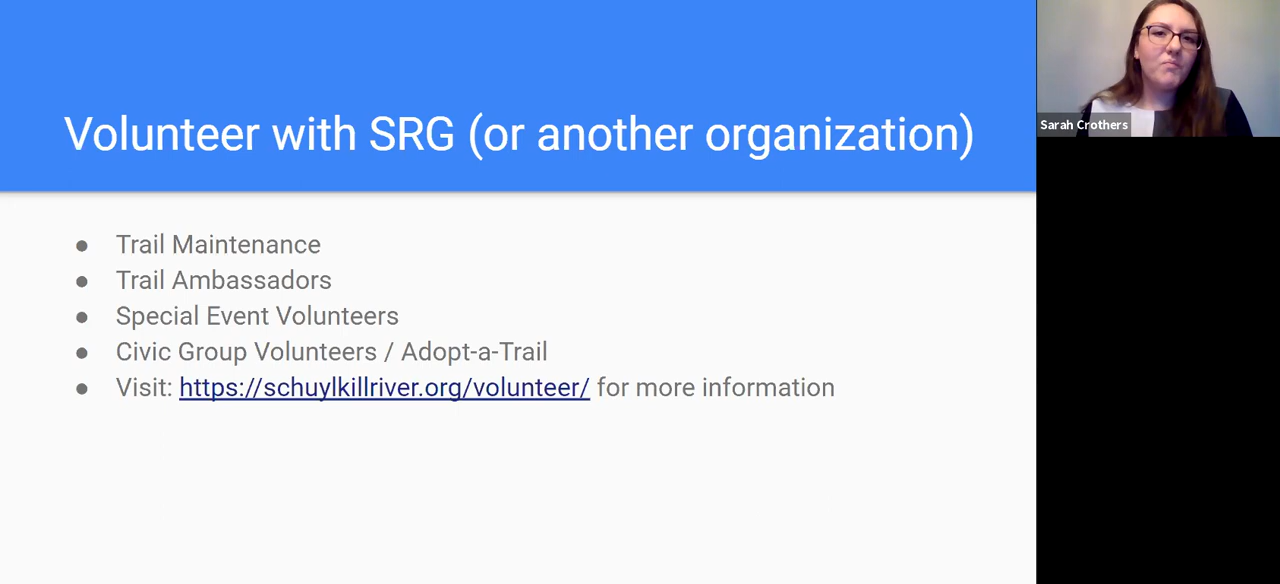 Volunteer with SRG (or another organization)
● Trail Maintenance
● Trail Ambassadors
● Special Event Volunteers
● Civic Group Volunteers / Adopt-a-Trail
● Visit: https://schuylkillriver.org/volunteer/ for more information
Sarah Crothers